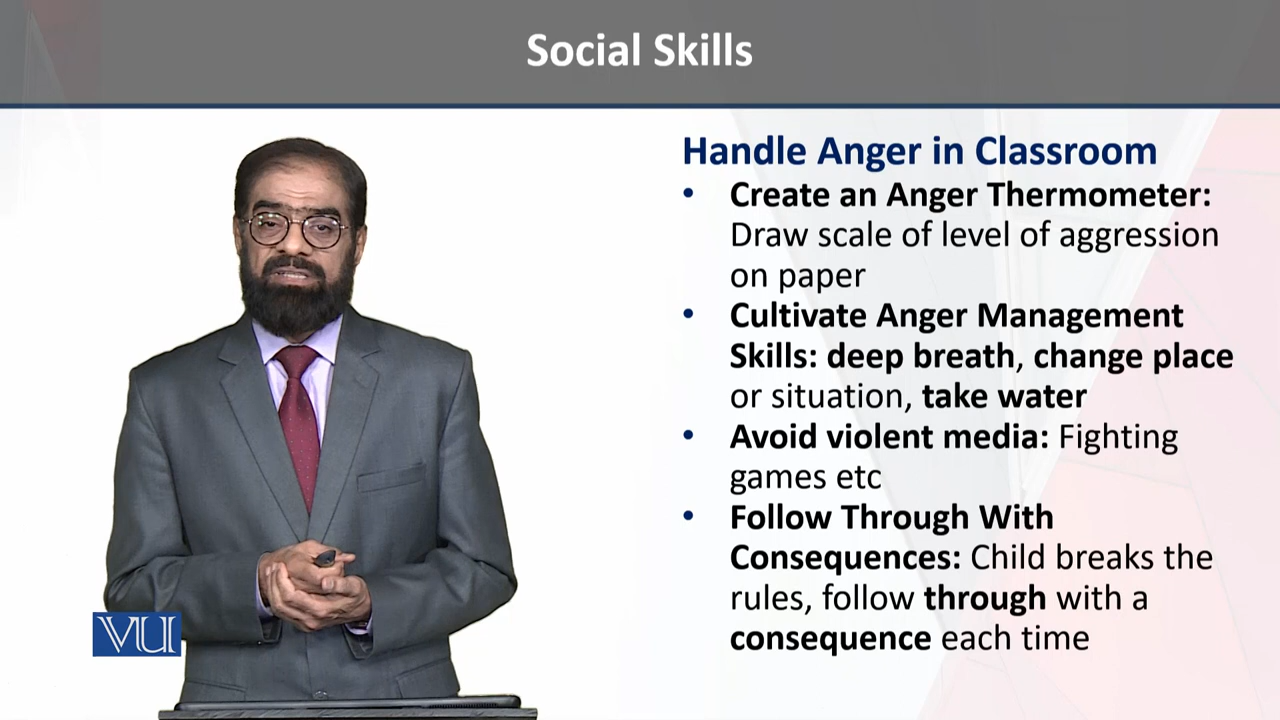 Social Skills
Handle Anger in Classroom
• Create an Anger Thermometer:
Draw scale of level of aggression
on paper
• Cultivate Anger Management
Skills: deep breath, change place
or situation, take water
• Avoid violent media: Fighting
games etc
• Follow Through With
Consequences: Child breaks the
rules, follow through with a
consequence each time
VU